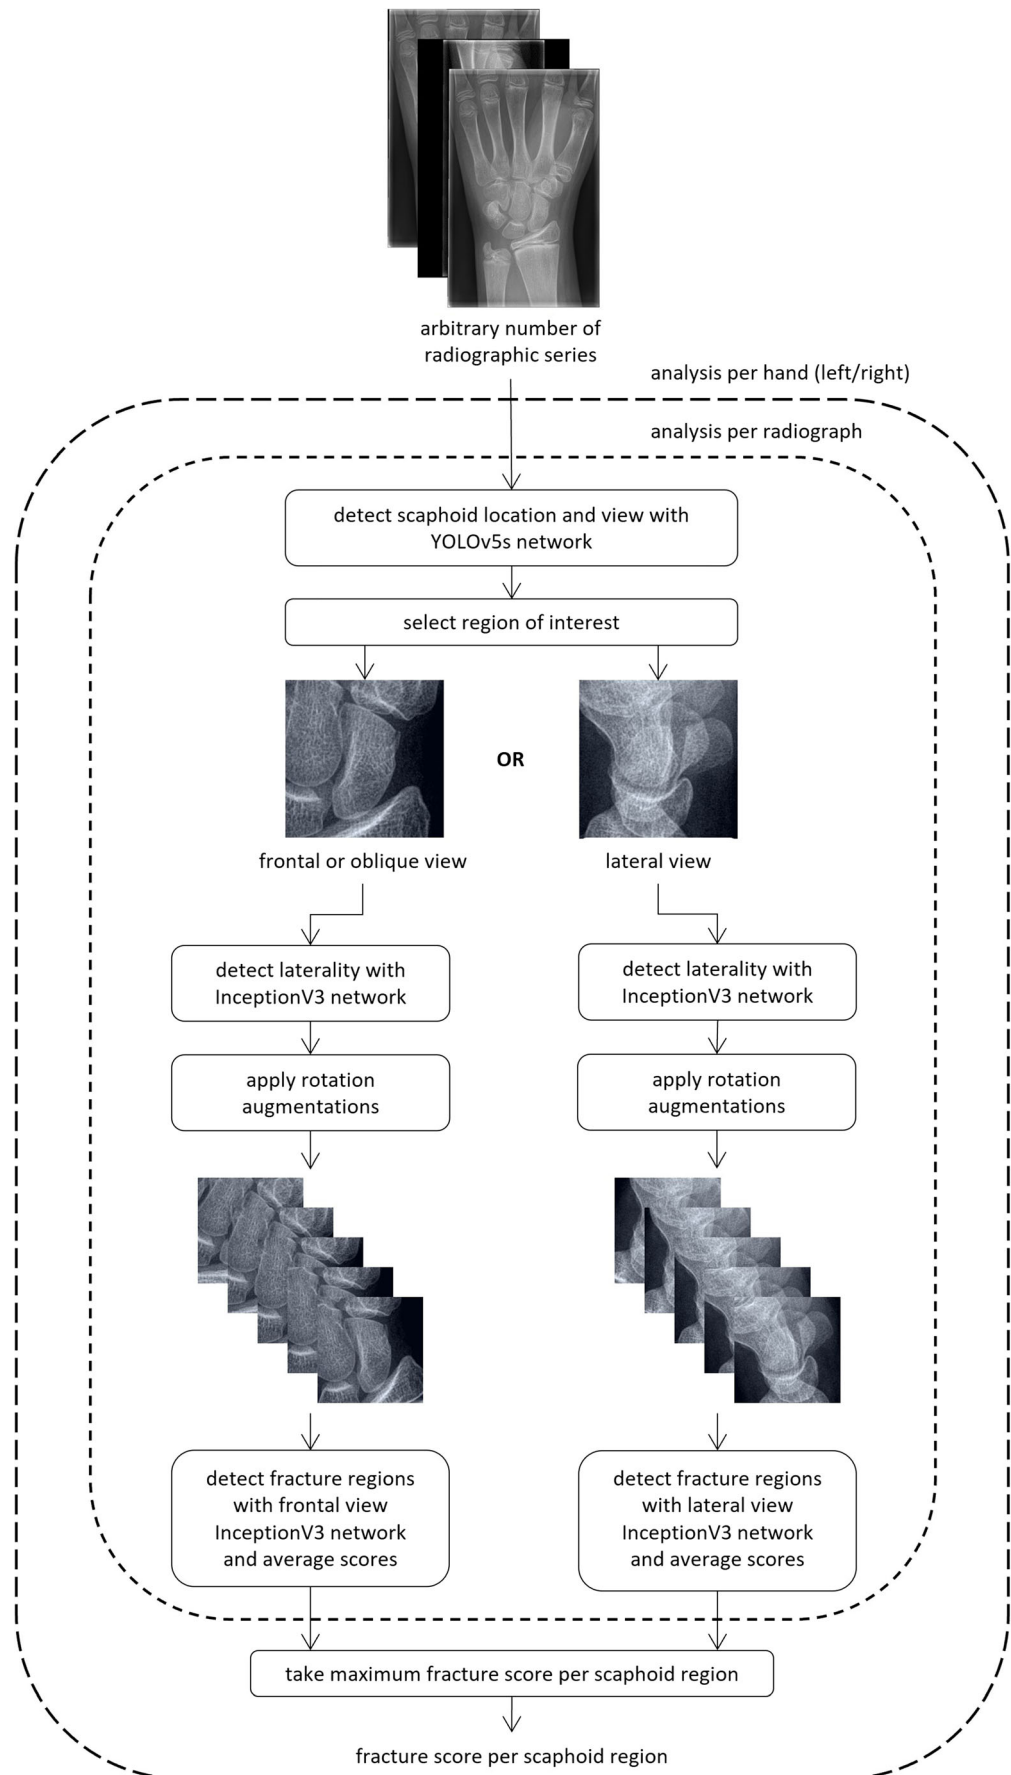 arbitrary number of
radiographic series
analysis per hand (left/right)
analysis per radiograph
detect scaphoid location and view with
YOLOv5s network
select region of interest
OR
frontal or oblique view
lateral view
detect laterality with
InceptionV3 network
detect laterality with
InceptionV3 network
apply rotation
augmentations
apply rotation
augmentations
detect fracture regions
with frontal view
InceptionV3 network
and average scores
detect fracture regions
with lateral view
InceptionV3 network
and average scores
take maximum fracture score per scaphoid region
fracture score per scaphoid region